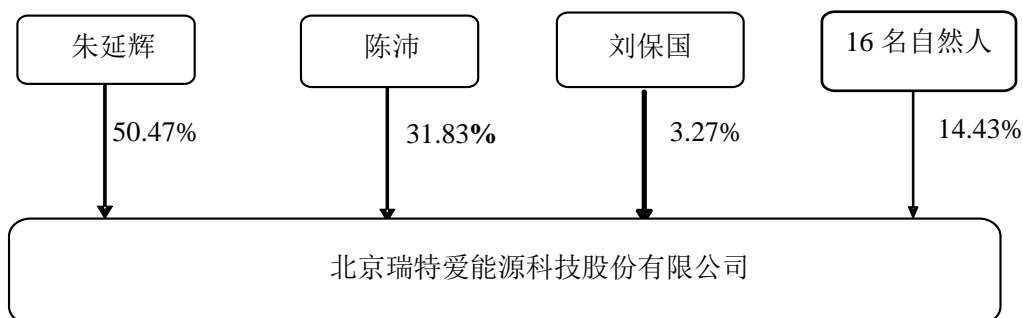 朱延辉
陈沛
刘保国
16 名自然人
50.47%
31.83%
3.27%
14.43%
北京瑞特爱能源科技股份有限公司